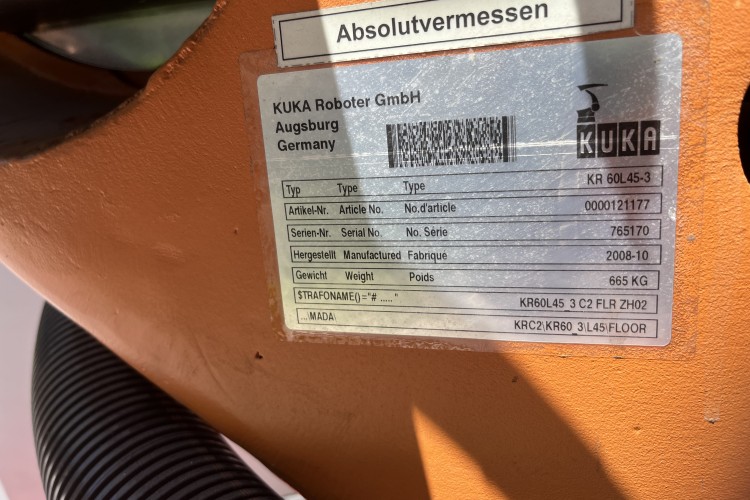 Absolutvermessen
KUKA Roboter GmbH
Augsburg
Germany
KUKA
Typ Type Type KR 60L45-3
Artikel-Nr. Article No. No.d'article 0000121177
Serien-Nr. Serial No. No. Série 765170
Hergestellt Manufactured Fabriqué 2008-10
Gewicht Weight Poids 665 KG
$TRAFONAME()="# ..... " KR60L45_3 C2 FLR ZH02
...\MADA\ KRC2\KR60_3\L45\FLOOR